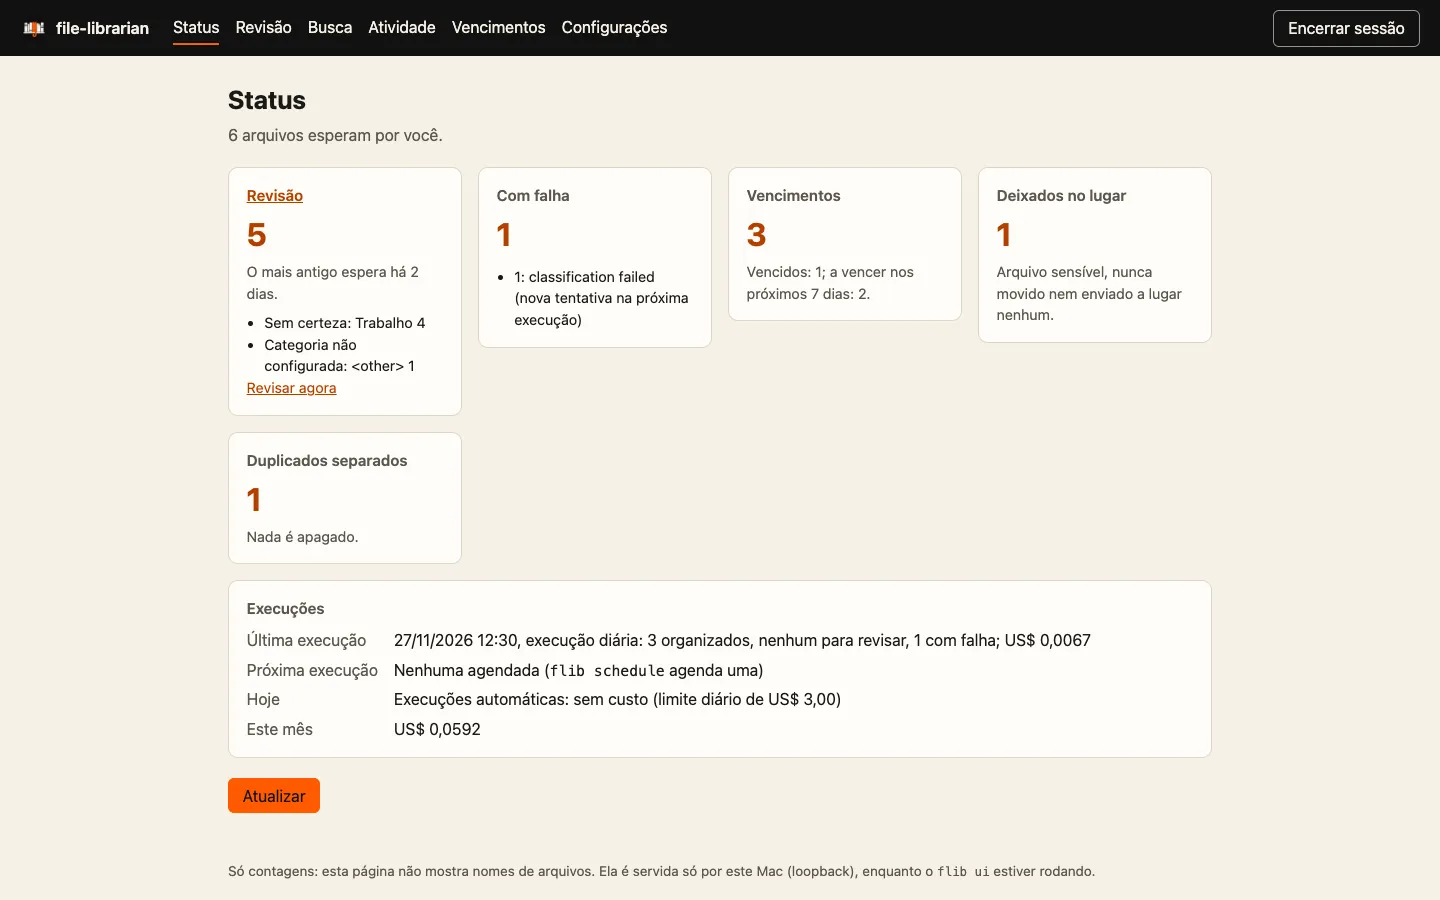 file-librarian
Status
Revisão
Busca
Atividade
Vencimentos
Configurações
Encerrar sessão
Status
6 arquivos esperam por você.
Revisão
5
O mais antigo espera há 2
dias.
Sem certeza: Trabalho 4
Categoria não
configurada: <other> 1
Revisar agora
Com falha
1
1: classification failed
(nova tentativa na próxima
execução)
Vencimentos
3
Vencidos: 1; a vencer nos
próximos 7 dias: 2.
Deixados no lugar
1
Arquivo sensível, nunca
movido nem enviado a lugar
nenhum.
Duplicados separados
1
Nada é apagado.
Execuções
Última execução 27/11/2026 12:30, execução diária: 3 organizados, nenhum para revisar, 1 com falha; US$ 0,0067
Próxima execução Nenhuma agendada (flib schedule agenda uma)
Hoje Execuções automáticas: sem custo (limite diário de US$ 3,00)
Este mês US$ 0,0592
Atualizar
Só contagens: esta página não mostra nomes de arquivos. Ela é servida só por este Mac (loopback), enquanto o flib ui estiver rodando.